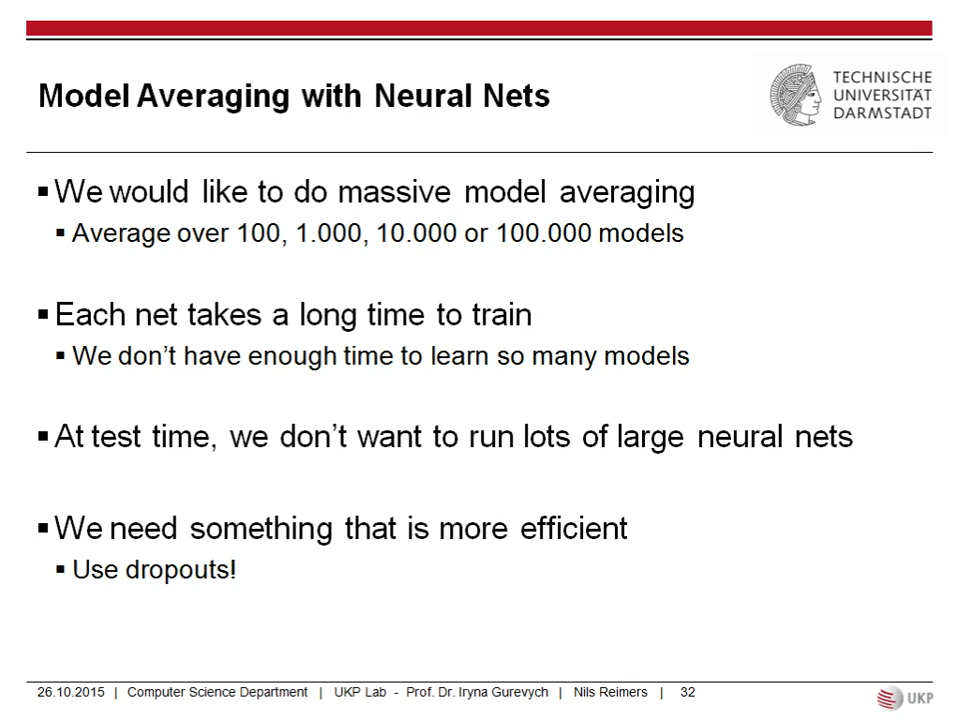 Model Averaging with Neural Nets
TECHNISCHE
UNIVERSITÄT
DARMSTADT
▪ We would like to do massive model averaging
▪ Average over 100, 1.000, 10.000 or 100.000 models
▪ Each net takes a long time to train
▪ We don’t have enough time to learn so many models
▪ At test time, we don’t want to run lots of large neural nets
▪ We need something that is more efficient
▪ Use dropouts!
26.10.2015 | Computer Science Department | UKP Lab - Prof. Dr. Iryna Gurevych | Nils Reimers | 32
UKP